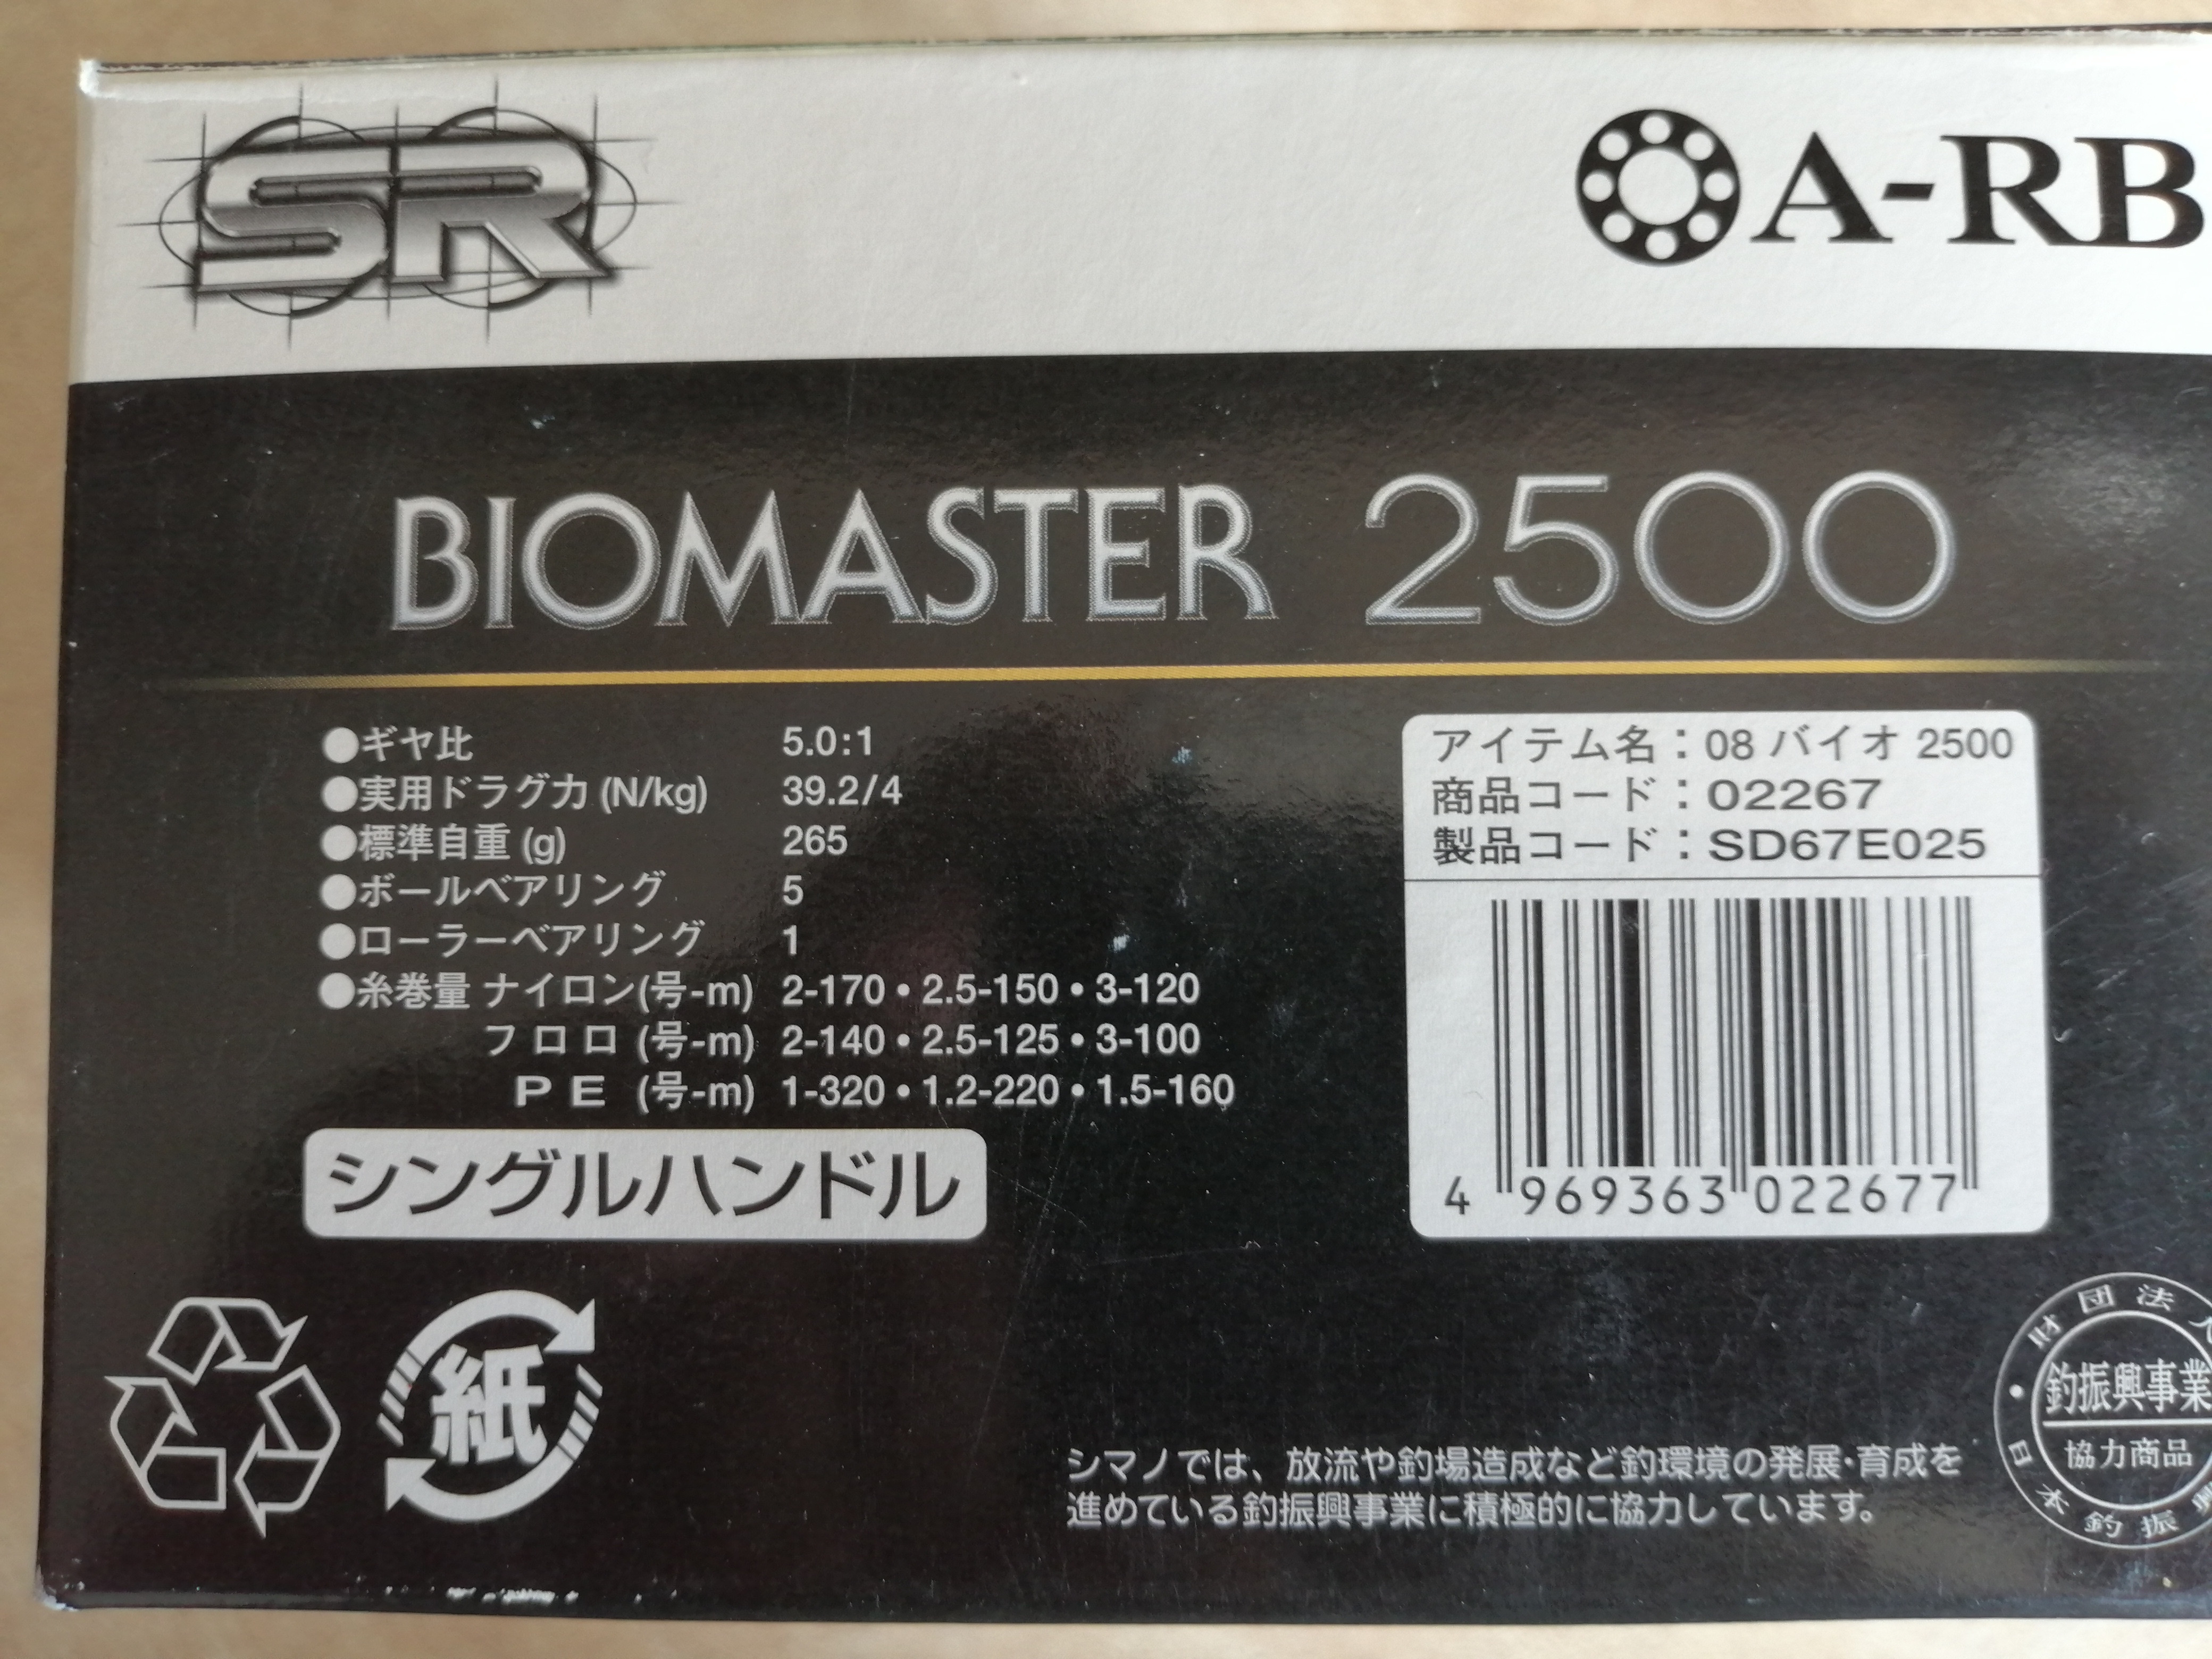 SR
A-RB
BIOMASTER 2500
●ギヤ比 5.0:1
●実用ドラグ力 (N/kg) 39.2/4
●標準自重 (g) 265
●ボールベアリング 5
●ローラーベアリング 1
●糸巻量 ナイロン(号-m) 2-170・2.5-150・3-120
フロロ (号-m) 2-140・2.5-125・3-100
PE (号-m) 1-320・1.2-220・1.5-160
シングルハンドル
アイテム名：08 バイオ 2500
商品コード：02267
製品コード：SD67E025
4 969363 022677
紙
シマノでは、放流や釣場造成など釣環境の発展・育成を
進めている釣振興事業に積極的に協力しています。
財団法
釣振興事業
協力商品
日本釣振